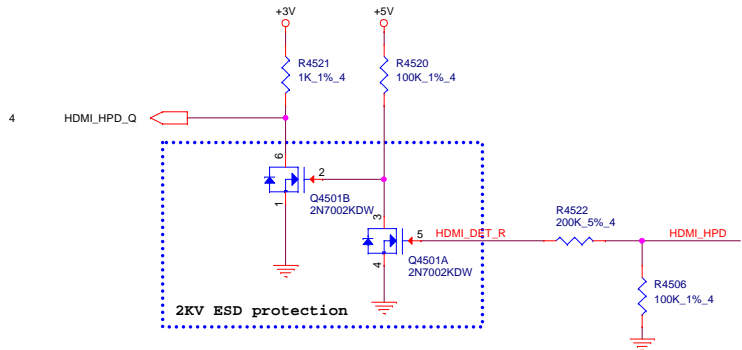 +3V
+5V
R4521
1K_1%_4
R4520
100K_1%_4
4
HDMI_HPD_Q
6
2
1
Q4501B
2N7002KDW
3
5
HDMI_DET_R
R4522
200K_5%_4
HDMI_HPD
4
Q4501A
2N7002KDW
R4506
100K_1%_4
2KV ESD protection